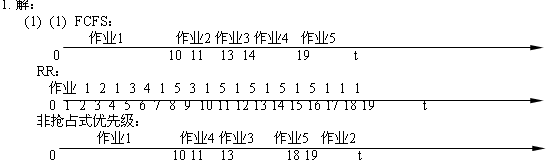 1. 解：
(1) (1) FCFS：
作业1 作业2 作业3 作业4 作业5
0 10 11 13 14 19 t
RR：
作业 1 2 1 3 4 1 5 3 1 5 1 5 1 5 1 5 1 1 1
0 1 2 3 4 5 6 7 8 9 10 11 12 13 14 15 16 17 18 19 t
非抢占式优先级：
作业1 作业4 作业3 作业5 作业2
0 10 11 13 18 19 t